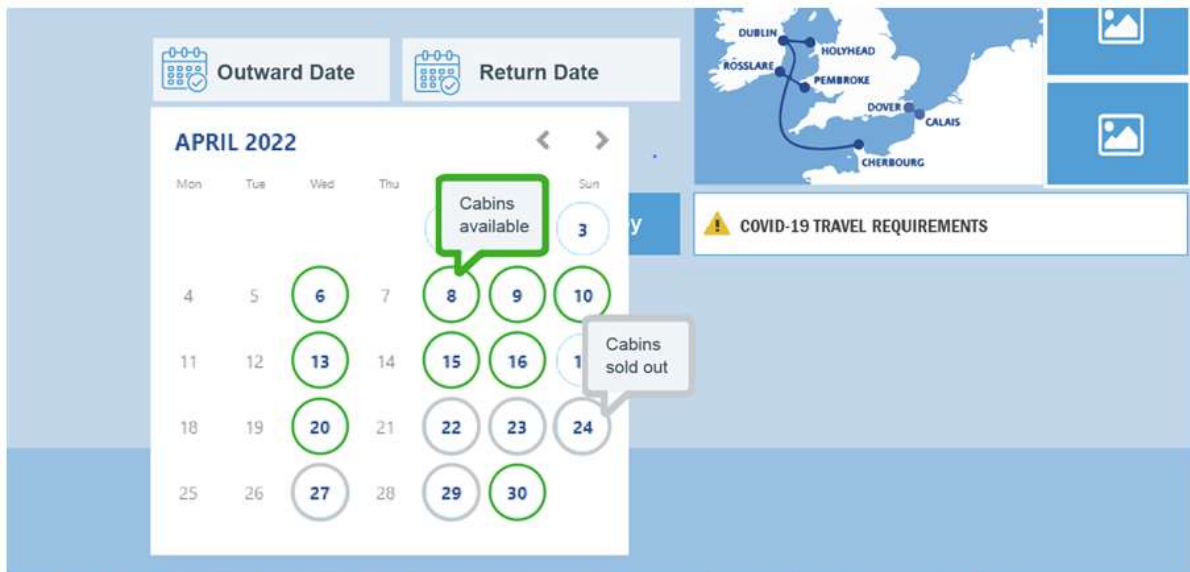 Outward Date
Return Date
DUBLIN
HOLYHEAD
ROSSLARE
PEMBROKE
DOVER
CALAIS
CHERBOURG
APRIL 2022
Mon Tue Wed Thu Sun
Cabins
available
3
COVID-19 TRAVEL REQUIREMENTS
4 5 6 7 8 9 10
Cabins
sold out
11 12 13 14 15 16
18 19 20 21 22 23 24
25 26 27 28 29 30